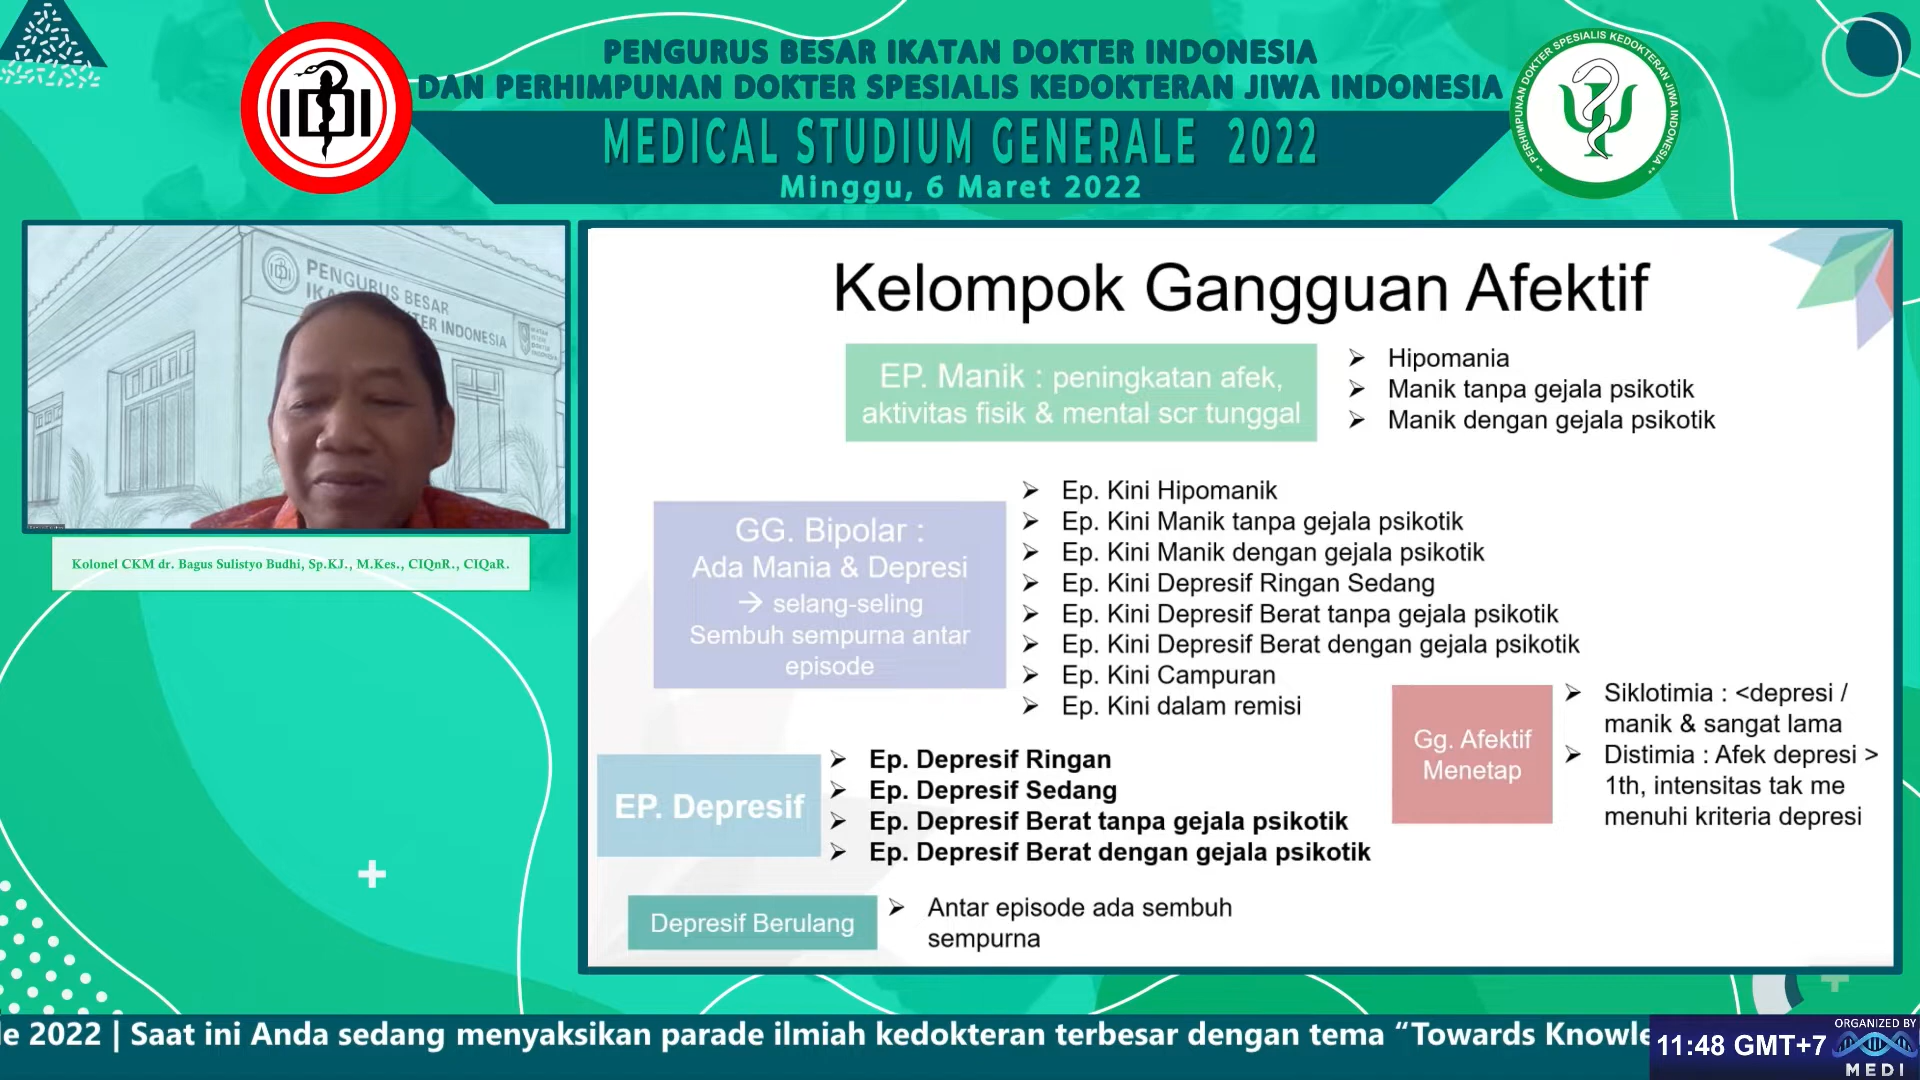 PENGURUS BESAR IKATAN DOKTER INDONESIA
DAN PERHIMPUNAN DOKTER SPESIALIS KEDOKTERAN JIWA INDONESIA
MEDICAL STUDIUM GENERALE 2022
Minggu, 6 Maret 2022
IDI
PERHIMPUNAN DOKTER SPESIALIS KEDOKTERAN JIWA INDONESIA
PENGURUS BESAR
IKATAN DOKTER INDONESIA
Kolonel CKM dr. Bagus Sulistyo Budhi, Sp.KJ., M.Kes., CIQnR., CIQaR.
Kelompok Gangguan Afektif
EP. Manik : peningkatan afek,
aktivitas fisik & mental scr tunggal
➢ Hipomania
➢ Manik tanpa gejala psikotik
➢ Manik dengan gejala psikotik
GG. Bipolar :
Ada Mania & Depresi
→ selang-seling
Sembuh sempurna antar
episode
➢ Ep. Kini Hipomanik
➢ Ep. Kini Manik tanpa gejala psikotik
➢ Ep. Kini Manik dengan gejala psikotik
➢ Ep. Kini Depresif Ringan Sedang
➢ Ep. Kini Depresif Berat tanpa gejala psikotik
➢ Ep. Kini Depresif Berat dengan gejala psikotik
➢ Ep. Kini Campuran
➢ Ep. Kini dalam remisi
Gg. Afektif
Menetap
➢ Siklotimia : <depresi /
manik & sangat lama
➢ Distimia : Afek depresi >
1th, intensitas tak me
menuhi kriteria depresi
EP. Depresif
➢ Ep. Depresif Ringan
➢ Ep. Depresif Sedang
➢ Ep. Depresif Berat tanpa gejala psikotik
➢ Ep. Depresif Berat dengan gejala psikotik
Depresif Berulang
➢ Antar episode ada sembuh
sempurna
le 2022 | Saat ini Anda sedang menyaksikan parade ilmiah kedokteran terbesar dengan tema “Towards Knowle
11:48 GMT+7
ORGANIZED BY
MEDI